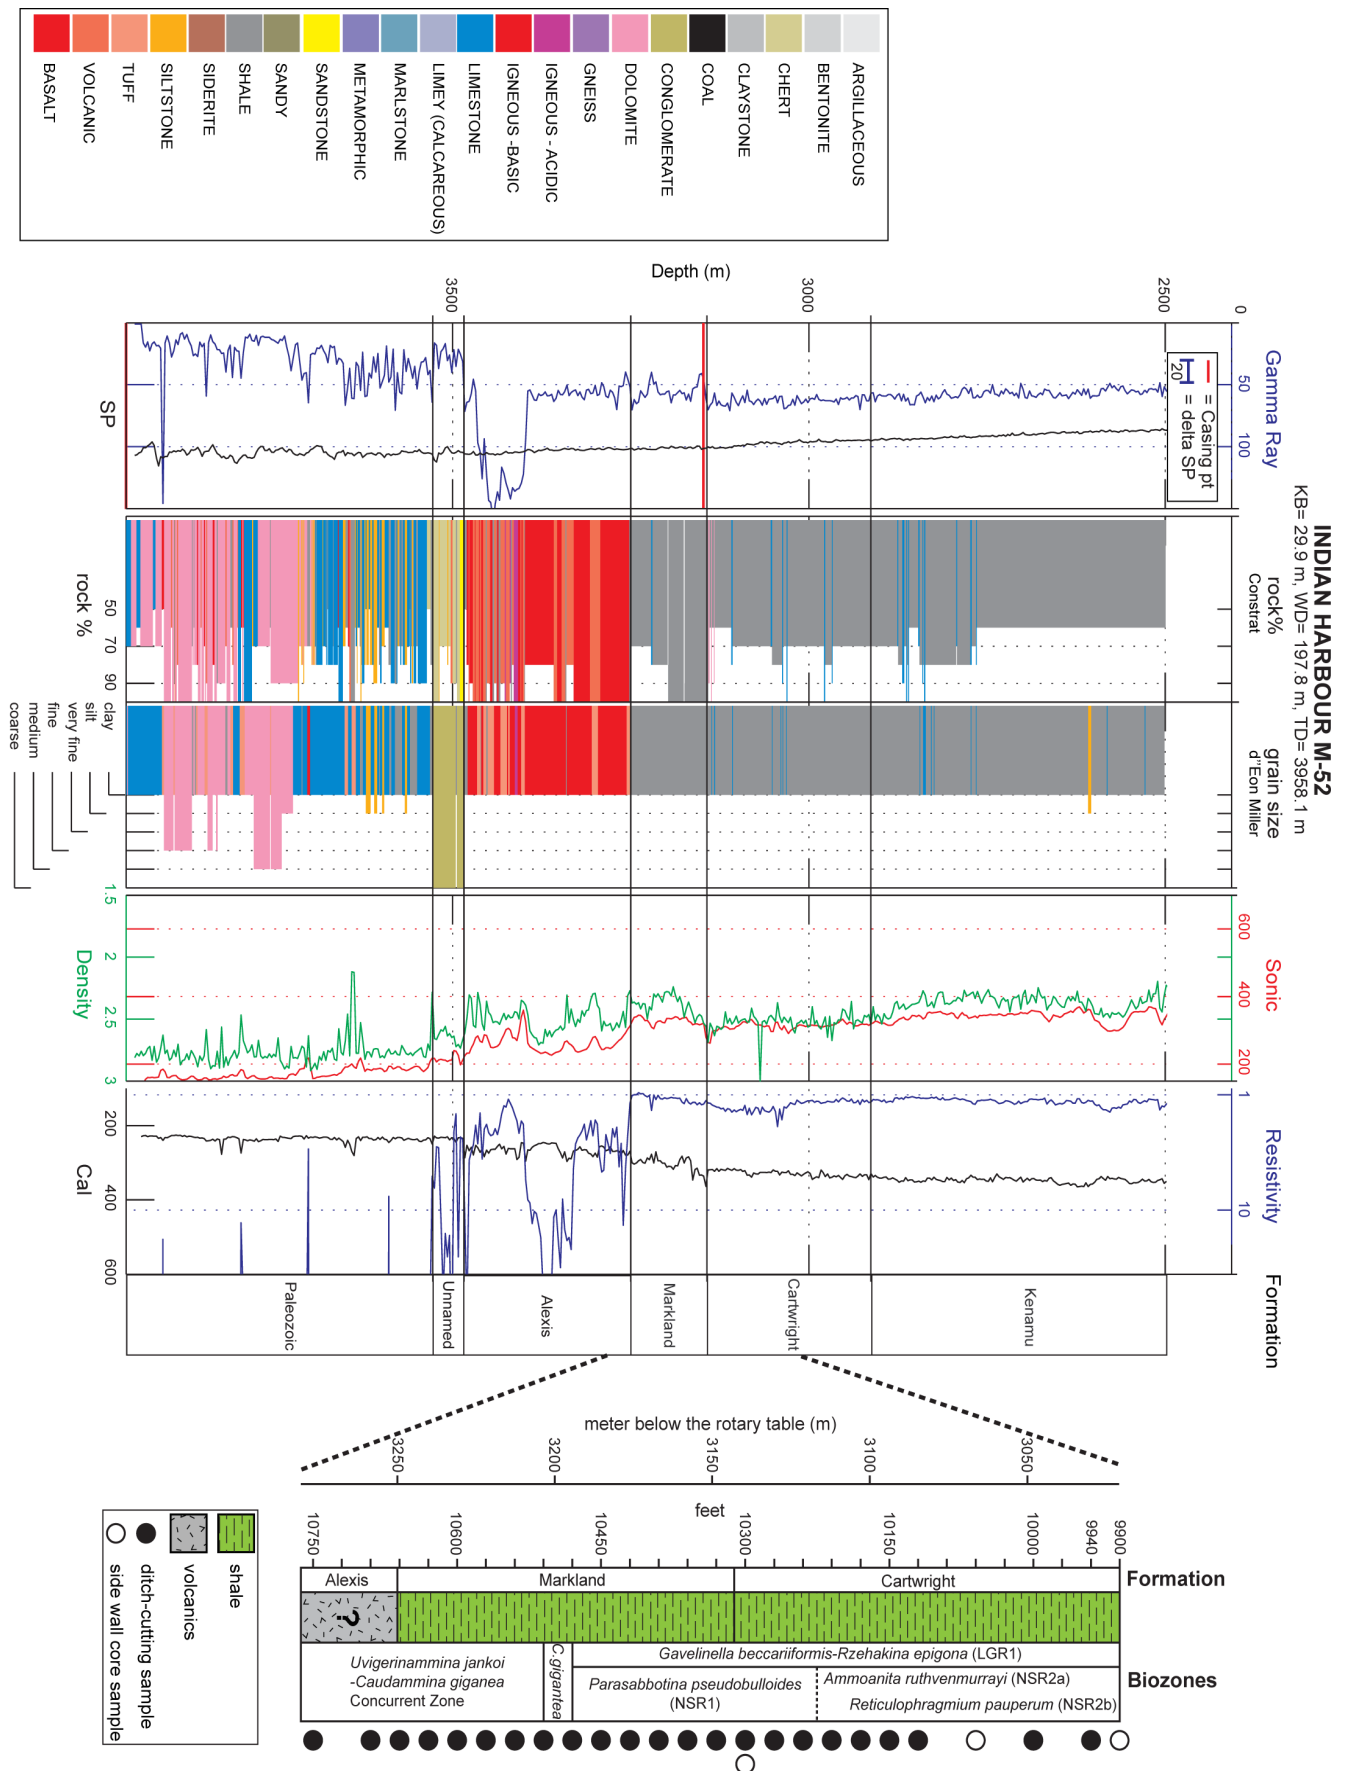 BASALT
VOLCANIC
TUFF
SILTSTONE
SIDERITE
SHALE
SANDY
SANDSTONE
METAMORPHIC
MARLSTONE
LIMEY (CALCAREOUS)
LIMESTONE
IGNEOUS -BASIC
IGNEOUS - ACIDIC
GNEISS
DOLOMITE
CONGLOMERATE
COAL
CLAYSTONE
CHERT
BENTONITE
ARGILLACEOUS
INDIAN HARBOUR M-52
KB= 29.9 m, WD= 197.8 m, TD= 3958.1 m
Depth (m)
3500
3000
2500
0
Gamma Ray
50
100
= Casing pt
20 = delta SP
SP
rock%
Constrat
50
70
90
rock %
grain size
d"Eon Miller
clay
silt
very fine
fine
medium
coarse
Sonic
600
400
200
1.5
2
2.5
3
Density
Resistivity
1
10
200
400
600
Cal
Formation
Paleozoic
Unnamed
Alexis
Markland
Cartwright
Kenamu
meter below the rotary table (m)
3250
3200
3150
3100
3050
feet
10750
10600
10450
10300
10150
10000
9940
9900
Formation
Alexis
Markland
Cartwright
?
Biozones
Uvigerinammina jankoi
-Caudammina giganea
Concurrent Zone
C.gigantea
Gavelinella beccariiformis-Rzehakina epigona (LGR1)
Parasabbotina pseudobulloides
(NSR1)
Ammoanita ruthvenmurrayi (NSR2a)
Reticulophragmium pauperum (NSR2b)
shale
volcanics
ditch-cutting sample
side wall core sample